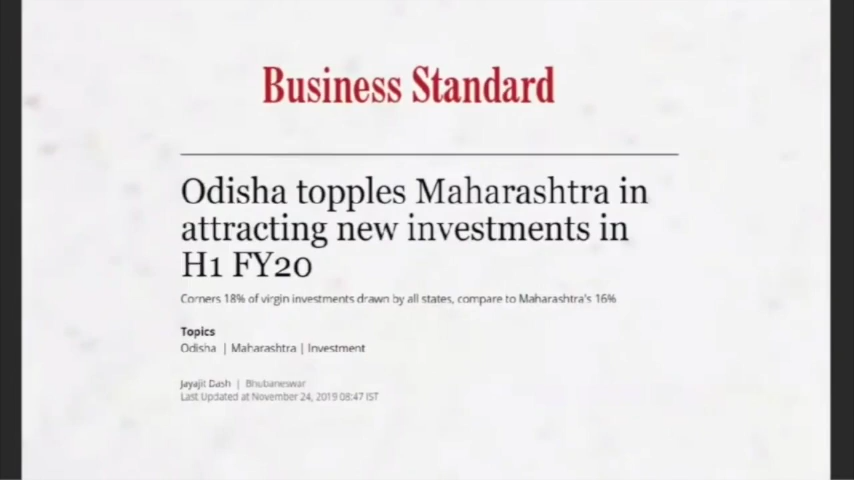 Business Standard
Odisha topples Maharashtra in
attracting new investments in
H1 FY20
Corners 18% of virgin investments drawn by all states, compare to Maharashtra's 16%
Topics
Odisha | Maharashtra | Investment
Jayajit Dash | Bhubaneswar
Last Updated at November 24, 2019 08:47 IST